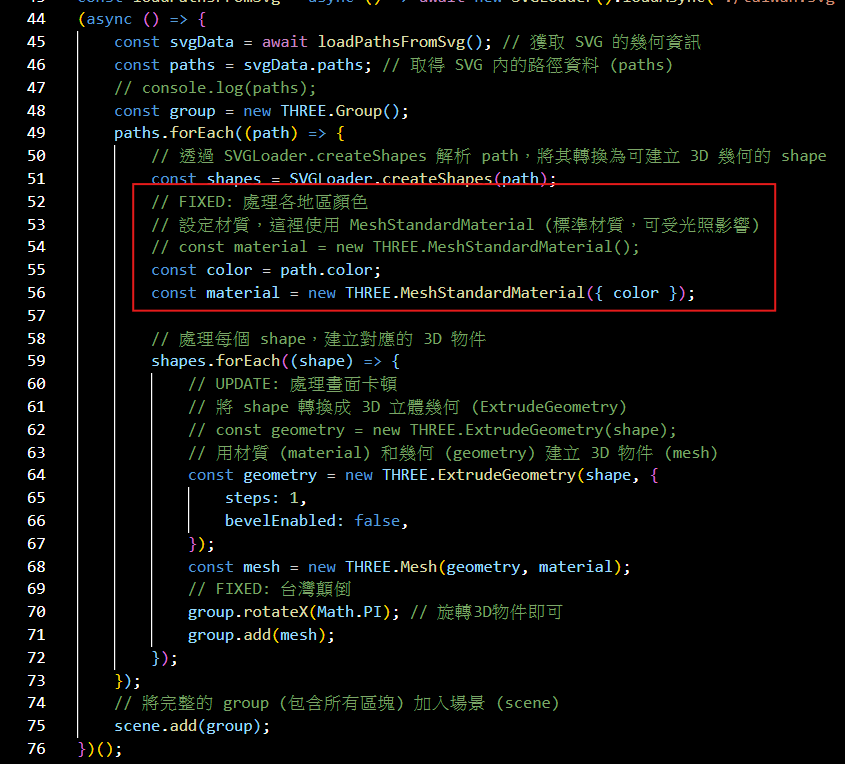 44 (async () => {
45 const svgData = await loadPathsFromSvg(); // 獲取 SVG 的幾何資訊
46 const paths = svgData.paths; // 取得 SVG 內的路徑資料 (paths)
47 // console.log(paths);
48 const group = new THREE.Group();
49 paths.forEach((path) => {
50 // 透過 SVGLoader.createShapes 解析 path，將其轉換為可建立 3D 幾何的 shape
51 const shapes = SVGLoader.createShapes(path);
52 // FIXED: 處理各地區顏色
53 // 設定材質，這裡使用 MeshStandardMaterial (標準材質，可受光照影響)
54 // const material = new THREE.MeshStandardMaterial();
55 const color = path.color;
56 const material = new THREE.MeshStandardMaterial({ color });
57
58 // 處理每個 shape，建立對應的 3D 物件
59 shapes.forEach((shape) => {
60 // UPDATE: 處理畫面卡頓
61 // 將 shape 轉換成 3D 立體幾何 (ExtrudeGeometry)
62 // const geometry = new THREE.ExtrudeGeometry(shape);
63 // 用材質 (material) 和幾何 (geometry) 建立 3D 物件 (mesh)
64 const geometry = new THREE.ExtrudeGeometry(shape, {
65 steps: 1,
66 bevelEnabled: false,
67 });
68 const mesh = new THREE.Mesh(geometry, material);
69 // FIXED: 台灣顛倒
70 group.rotateX(Math.PI); // 旋轉3D物件即可
71 group.add(mesh);
72 });
73 });
74 // 將完整的 group (包含所有區塊) 加入場景 (scene)
75 scene.add(group);
76 })();